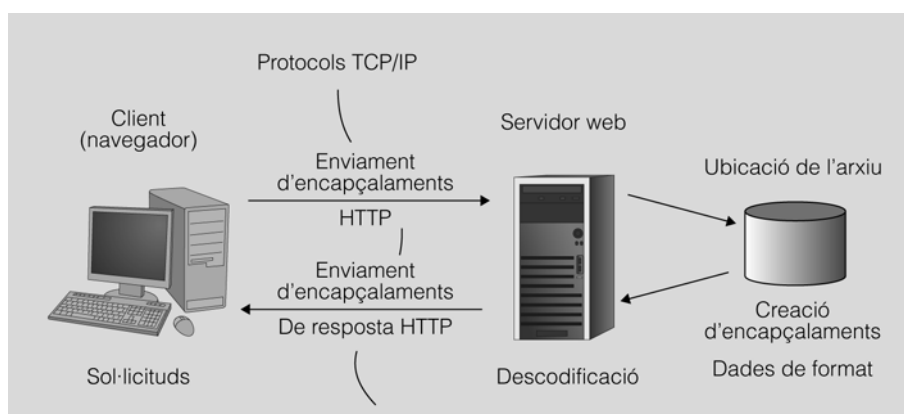 Protocols TCP/IP
Client
(navegador)
Servidor web
Enviament
d'encapçalaments
HTTP
Ubicació de l'arxiu
Enviament
d'encapçalaments
De resposta HTTP
Creació
d'encapçalaments
Sol·licituds
Descodificació
Dades de format